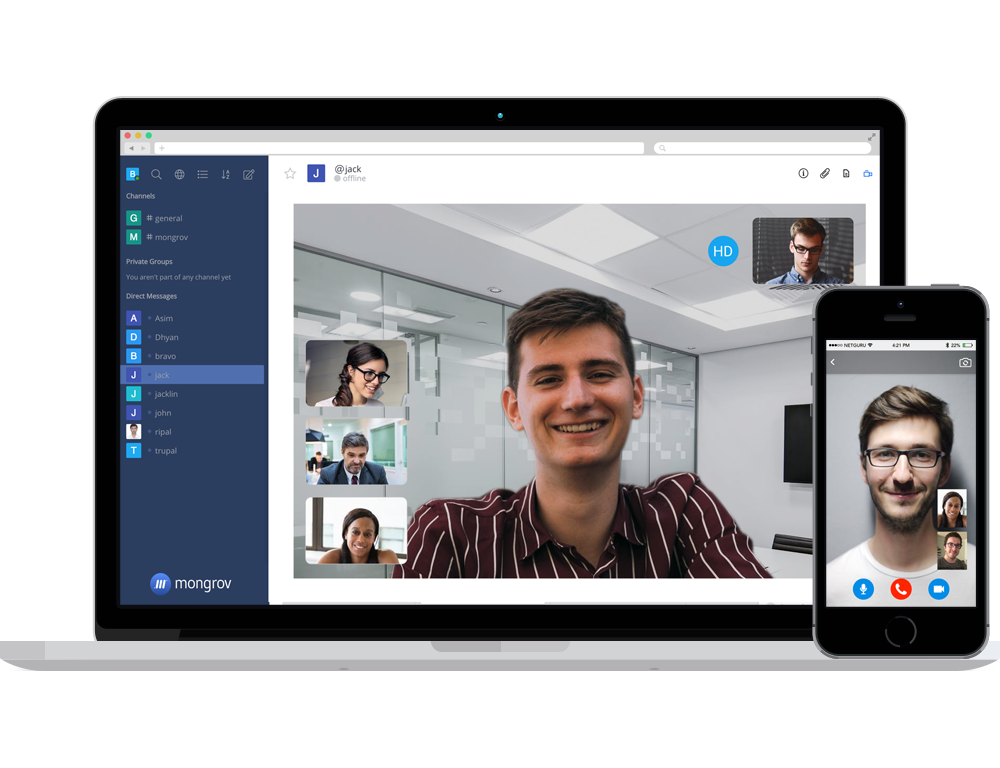 B
@jack
offline
Channels
G # general
M # mongrov
Private Groups
You aren't part of any channel yet
Direct Messages
A Asim
D Dhyan
B bravo
J jack
J jacklin
J john
ripal
T trupal
mongrov
J
HD
NETGURU 4:21 PM 22%